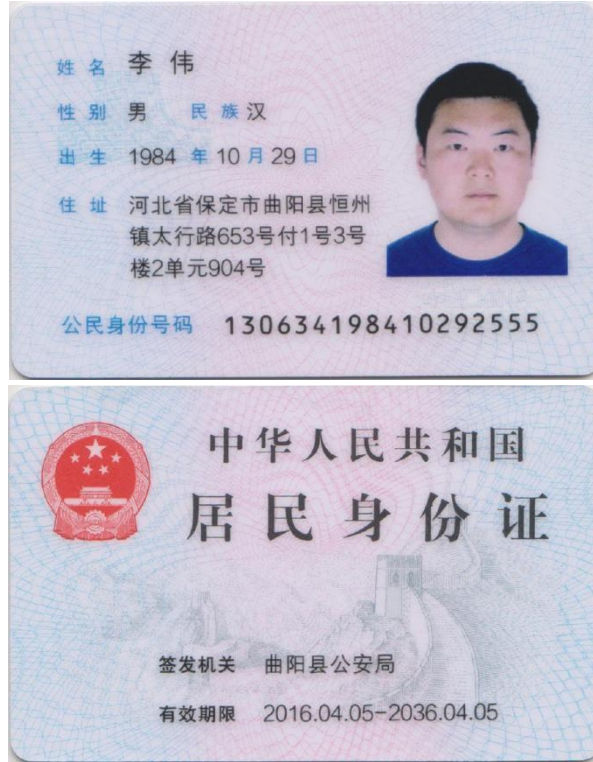 姓名 李伟
性别 男 民族 汉
出生 1984 年 10 月 29 日
住址 河北省保定市曲阳县恒州
镇太行路653号付1号3号
楼2单元904号
公民身份号码 130634198410292555
中华人民共和国
居民身份证
签发机关 曲阳县公安局
有效期限 2016.04.05-2036.04.05